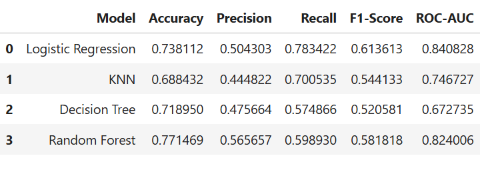 Model Accuracy Precision Recall F1-Score ROC-AUC
0 Logistic Regression 0.738112 0.504303 0.783422 0.613613 0.840828
1 KNN 0.688432 0.444822 0.700535 0.544133 0.746727
2 Decision Tree 0.718950 0.475664 0.574866 0.520581 0.672735
3 Random Forest 0.771469 0.565657 0.598930 0.581818 0.824006